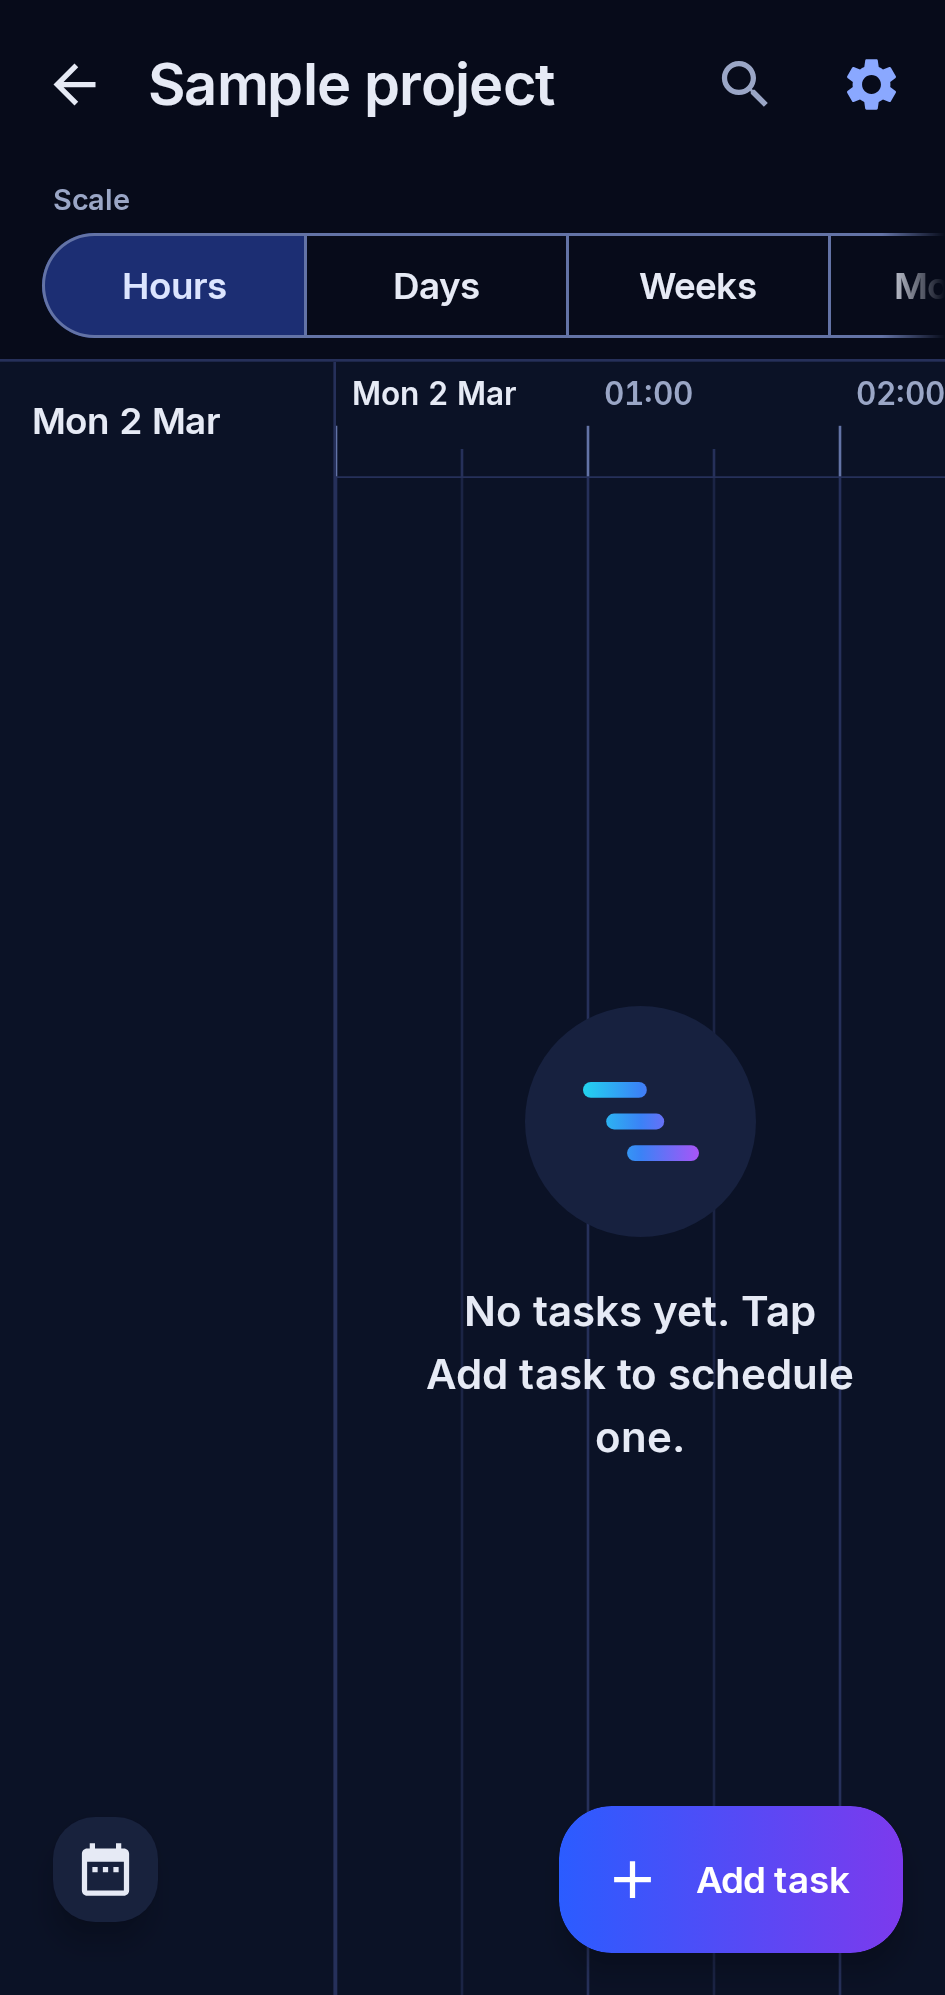 Sample project
Scale
Hours
Days
Weeks
Mon 2 Mar
Mon 2 Mar
01:00
02:00
No tasks yet. Tap
Add task to schedule
one.
Add task